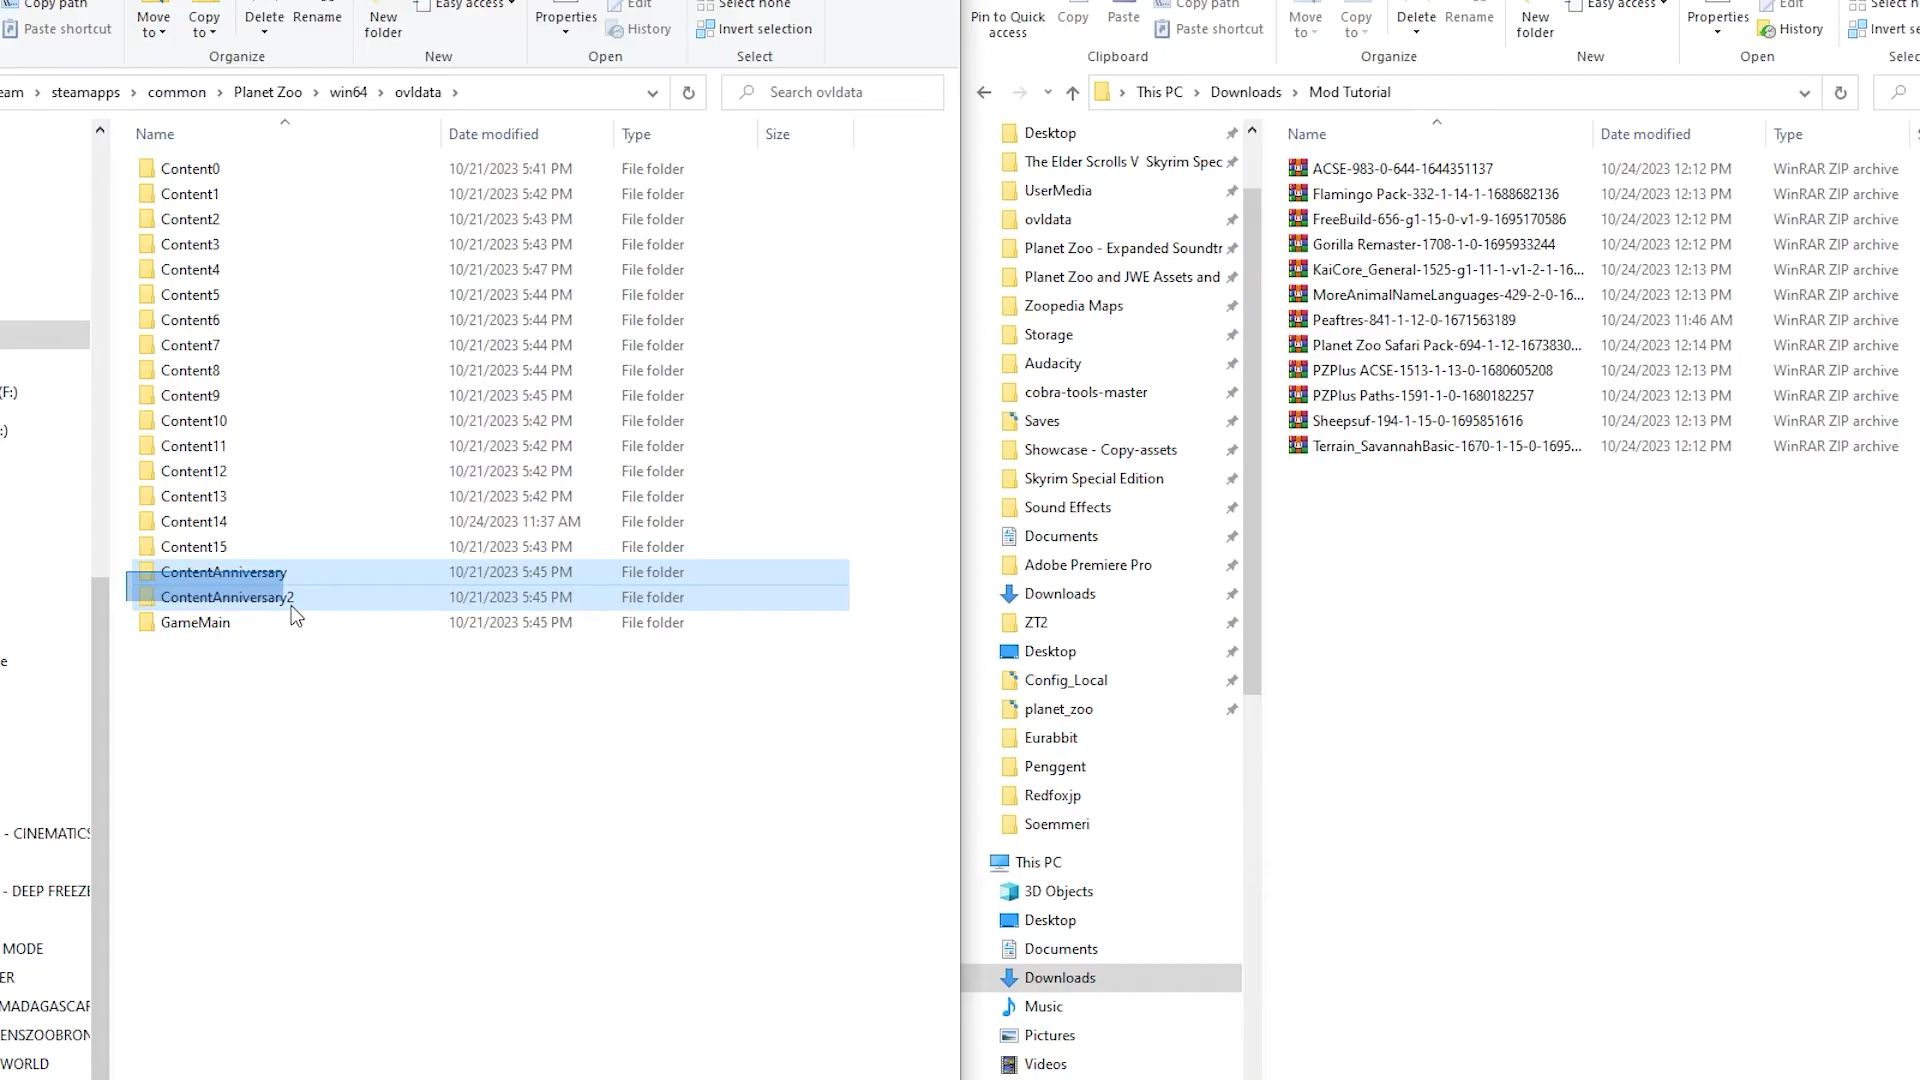 Copy path
Paste shortcut
Move to
Copy to
Delete
Rename
Organize
New folder
Easy access
New
Properties
Edit
History
Open
Select none
Invert selection
Select
eam > steamapps > common > Planet Zoo > win64 > ovldata >
Search ovldata
Name Date modified Type Size
Content0 10/21/2023 5:41 PM File folder
Content1 10/21/2023 5:42 PM File folder
Content2 10/21/2023 5:43 PM File folder
Content3 10/21/2023 5:43 PM File folder
Content4 10/21/2023 5:47 PM File folder
Content5 10/21/2023 5:44 PM File folder
Content6 10/21/2023 5:44 PM File folder
Content7 10/21/2023 5:44 PM File folder
Content8 10/21/2023 5:44 PM File folder
Content9 10/21/2023 5:45 PM File folder
Content10 10/21/2023 5:42 PM File folder
Content11 10/21/2023 5:42 PM File folder
Content12 10/21/2023 5:42 PM File folder
Content13 10/21/2023 5:42 PM File folder
Content14 10/24/2023 11:37 AM File folder
Content15 10/21/2023 5:43 PM File folder
ContentAnniversary 10/21/2023 5:45 PM File folder
ContentAnniversary2 10/21/2023 5:45 PM File folder
GameMain 10/21/2023 5:45 PM File folder
(F:)
:)
e
- CINEMATICS
- DEEP FREEZE
MODE
ER
MADAGASCAR
ENSZOOBRON
WORLD
Pin to Quick access
Copy
Paste
Copy path
Paste shortcut
Clipboard
Move to
Copy to
Delete
Rename
Organize
New folder
Easy access
New
Properties
Edit
History
Open
Select n
Invert se
Selec
> This PC > Downloads > Mod Tutorial
Desktop
The Elder Scrolls V Skyrim Spec
UserMedia
ovldata
Planet Zoo - Expanded Soundtr
Planet Zoo and JWE Assets and
Zoopedia Maps
Storage
Audacity
cobra-tools-master
Saves
Showcase - Copy-assets
Skyrim Special Edition
Sound Effects
Documents
Adobe Premiere Pro
Downloads
ZT2
Desktop
Config_Local
planet_zoo
Eurabbit
Penggent
Redfoxjp
Soemmeri
This PC
3D Objects
Desktop
Documents
Downloads
Music
Pictures
Videos
Name Date modified Type S
ACSE-983-0-644-1644351137 10/24/2023 12:12 PM WinRAR ZIP archive
Flamingo Pack-332-1-14-1-1688682136 10/24/2023 12:13 PM WinRAR ZIP archive
FreeBuild-656-g1-15-0-v1-9-1695170586 10/24/2023 12:12 PM WinRAR ZIP archive
Gorilla Remaster-1708-1-0-1695933244 10/24/2023 12:12 PM WinRAR ZIP archive
KaiCore_General-1525-g1-11-1-v1-2-1-16... 10/24/2023 12:13 PM WinRAR ZIP archive
MoreAnimalNameLanguages-429-2-0-16... 10/24/2023 12:13 PM WinRAR ZIP archive
Peaftres-841-1-12-0-1671563189 10/24/2023 11:46 AM WinRAR ZIP archive
Planet Zoo Safari Pack-694-1-12-1673830... 10/24/2023 12:14 PM WinRAR ZIP archive
PZPlus ACSE-1513-1-13-0-1680605208 10/24/2023 12:13 PM WinRAR ZIP archive
PZPlus Paths-1591-1-0-1680182257 10/24/2023 12:13 PM WinRAR ZIP archive
Sheepsuf-194-1-15-0-1695851616 10/24/2023 12:13 PM WinRAR ZIP archive
Terrain_SavannahBasic-1670-1-15-0-1695... 10/24/2023 12:12 PM WinRAR ZIP archive